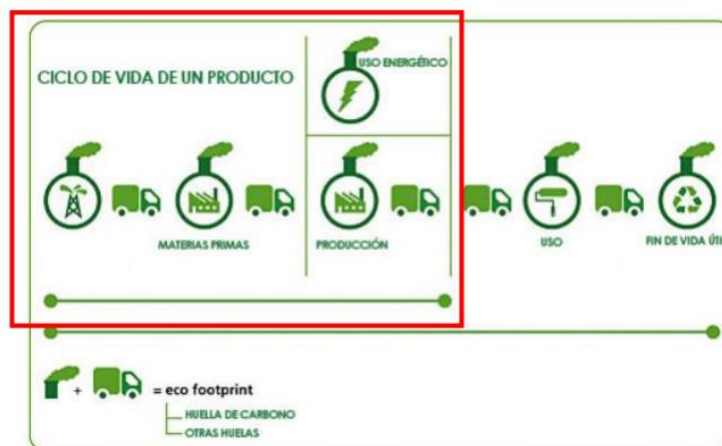 CICLO DE VIDA DE UN PRODUCTO
USO ENERGÉTICO
MATERIAS PRIMAS
PRODUCCIÓN
USO
FIN DE VIDA ÚTI
+ = eco footprint
HUELLA DE CARBONO
OTRAS HUELAS